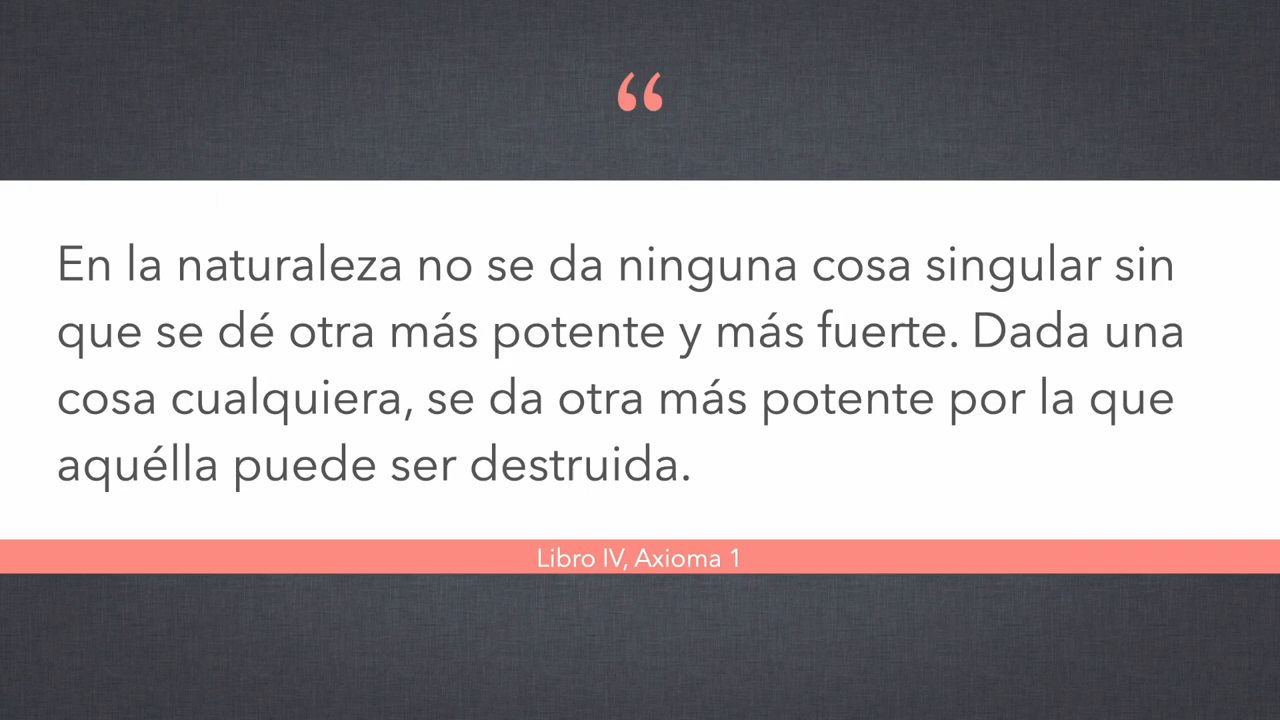 “
En la naturaleza no se da ninguna cosa singular sin
que se dé otra más potente y más fuerte. Dada una
cosa cualquiera, se da otra más potente por la que
aquélla puede ser destruida.
Libro IV, Axioma 1